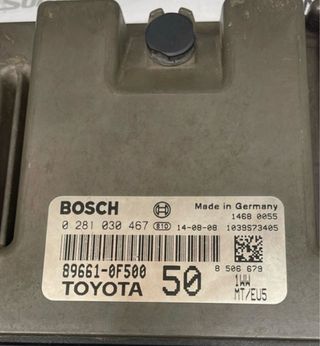 BOSCH Made in Germany
1468 0055
0 281 030 467 STO 14-08-08 1039S73405
89661-0F500 50 8 506 679
TOYOTA 1WW
MT/EU5